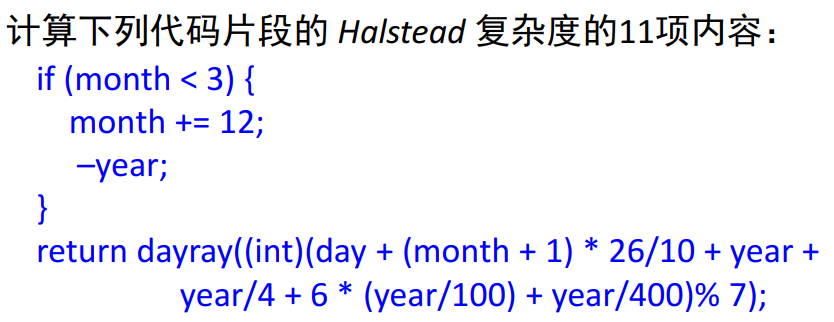 计算下列代码片段的 Halstead 复杂度的11项内容：
if (month < 3) {
month += 12;
–year;
}
return dayray((int)(day + (month + 1) * 26/10 + year +
year/4 + 6 * (year/100) + year/400)% 7);